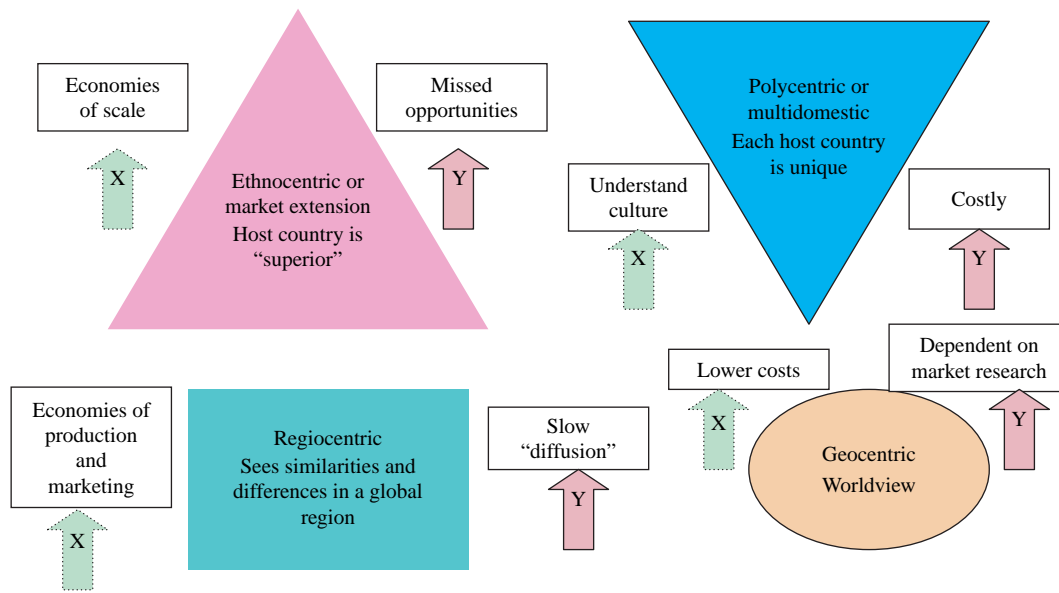 Economies
of scale
X
Ethnocentric or
market extension
Host country is
“superior”
Missed
opportunities
Y
Polycentric or
multidomestic
Each host country
is unique
Understand
culture
X
Costly
Y
Economies of
production
and
marketing
X
Regiocentric
Sees similarities and
differences in a global
region
Slow
“diffusion”
Y
Lower costs
X
Geocentric
Worldview
Dependent on
market research
Y